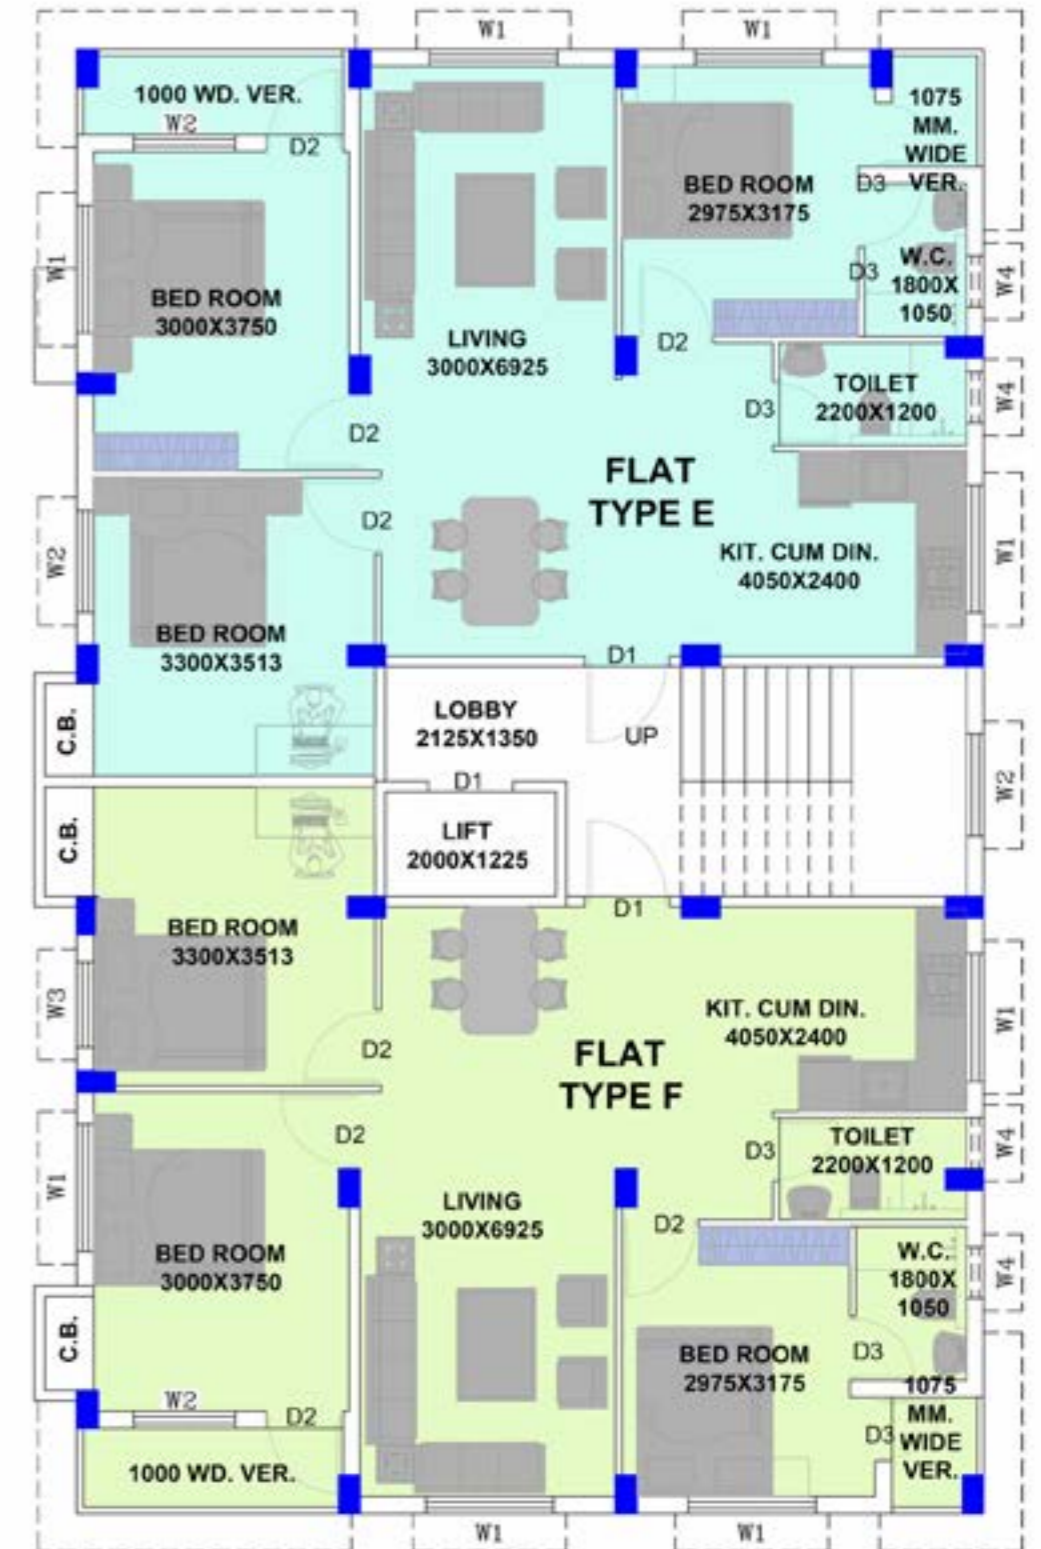 W1
W1
1000 WD. VER.
W2
D2
1075
MM.
WIDE
VER.
D3
BED ROOM
2975X3175
W1
BED ROOM
3000X3750
D3
W.C.
1800X
1050
W4
LIVING
3000X6925
D2
TOILET
2200X1200
W4
D3
D2
FLAT
TYPE E
D2
W2
KIT. CUM DIN.
4050X2400
W1
BED ROOM
3300X3513
D1
C.B.
LOBBY
2125X1350
UP
D1
W2
C.B.
LIFT
2000X1225
D1
BED ROOM
3300X3513
W3
KIT. CUM DIN.
4050X2400
W1
D2
FLAT
TYPE F
D2
D3
TOILET
2200X1200
W4
W1
LIVING
3000X6925
D2
BED ROOM
3000X3750
W.C.
1800X
1050
W4
C.B.
BED ROOM
2975X3175
D3
W2
D2
1075
MM.
WIDE
VER.
D3
1000 WD. VER.
W1
W1